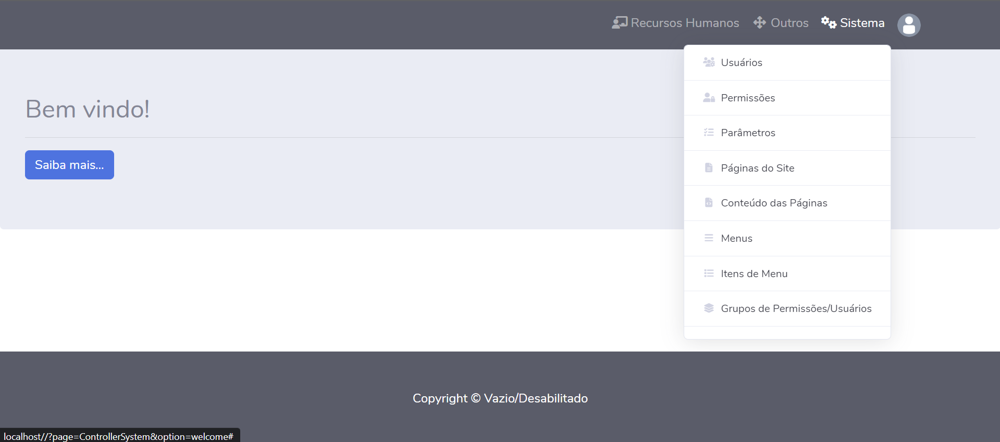 Recursos Humanos
Outros
Sistema
Usuários
Permissões
Parâmetros
Páginas do Site
Conteúdo das Páginas
Menus
Itens de Menu
Grupos de Permissões/Usuários
Bem vindo!
Saiba mais...
Copyright © Vazio/Desabilitado
localhost//?page=ControllerSystem&option=welcome#